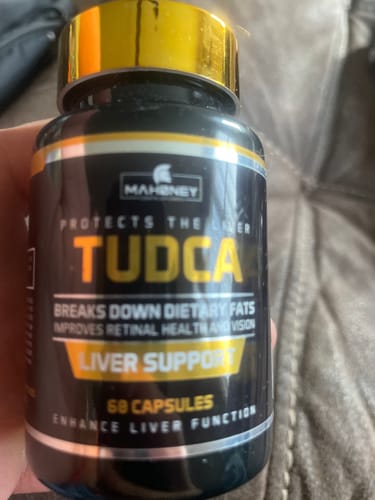 MAHONEY
PROTECTS THE LIVER
TUDCA
BREAKS DOWN DIETARY FATS
IMPROVES RETINAL HEALTH AND VISION
LIVER SUPPORT
60 CAPSULES
ENHANCE LIVER FUNCTION